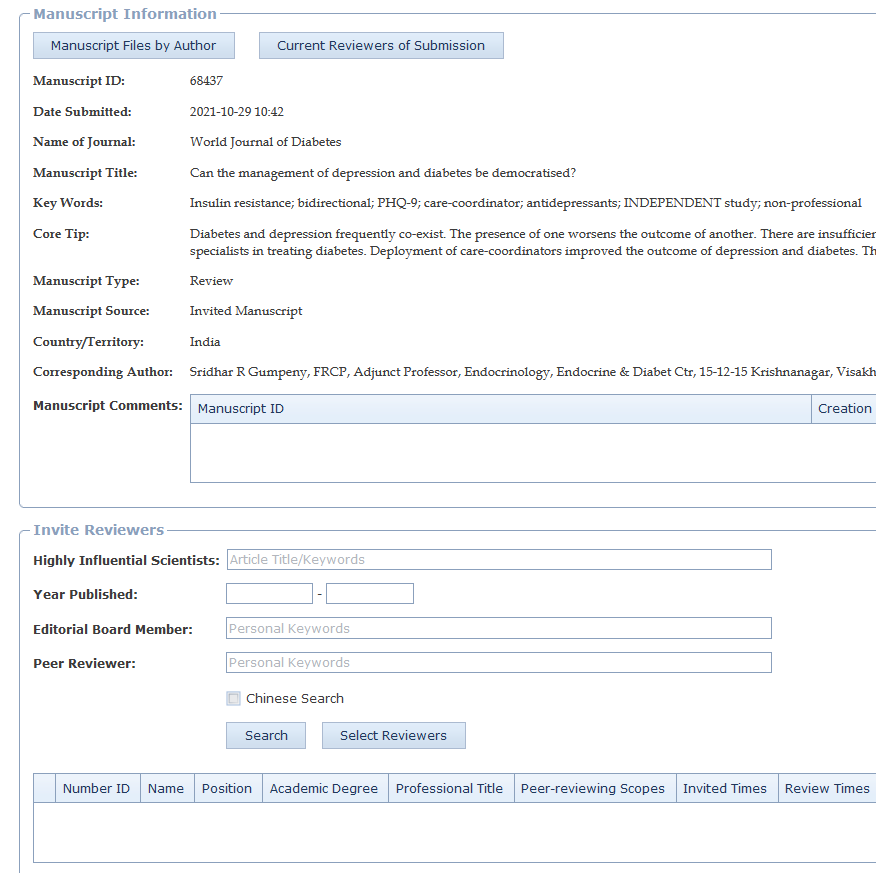 Manuscript Information
Manuscript Files by Author Current Reviewers of Submission
Manuscript ID: 68437
Date Submitted: 2021-10-29 10:42
Name of Journal: World Journal of Diabetes
Manuscript Title: Can the management of depression and diabetes be democratised?
Key Words: Insulin resistance; bidirectional; PHQ-9; care-coordinator; antidepressants; INDEPENDENT study; non-professional
Core Tip: Diabetes and depression frequently co-exist. The presence of one worsens the outcome of another. There are insufficien
specialists in treating diabetes. Deployment of care-coordinators improved the outcome of depression and diabetes. Th
Manuscript Type: Review
Manuscript Source: Invited Manuscript
Country/Territory: India
Corresponding Author: Sridhar R Gumpeny, FRCP, Adjunct Professor, Endocrinology, Endocrine & Diabet Ctr, 15-12-15 Krishnanagar, Visakh
Manuscript Comments: Manuscript ID Creation
Invite Reviewers
Highly Influential Scientists: Article Title/Keywords
Year Published: -
Editorial Board Member: Personal Keywords
Peer Reviewer: Personal Keywords
Chinese Search
Search Select Reviewers
Number ID Name Position Academic Degree Professional Title Peer-reviewing Scopes Invited Times Review Times